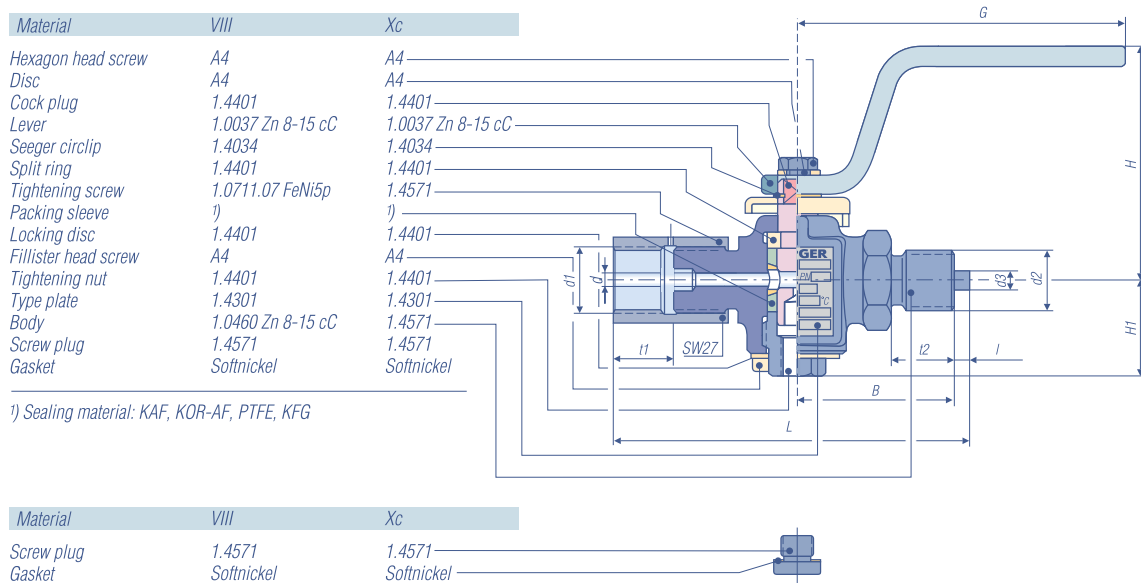 Material VIII Xc
Hexagon head screw A4 A4
Disc A4 A4
Cock plug 1.4401 1.4401
Lever 1.0037 Zn 8-15 cC 1.0037 Zn 8-15 cC
Seeger circlip 1.4034 1.4034
Split ring 1.4401 1.4401
Tightening screw 1.0711.07 FeNi5p 1.4571
Packing sleeve ¹) ¹)
Locking disc 1.4401 1.4401
Fillister head screw A4 A4
Tightening nut 1.4401 1.4401
Type plate 1.4301 1.4301
Body 1.0460 Zn 8-15 cC 1.4571
Screw plug 1.4571 1.4571
Gasket Softnickel Softnickel
¹) Sealing material: KAF, KOR-AF, PTFE, KFG
G
H
GER
PN
°C
d1
d
d3
d2
H1
t1
SW27
t2
l
B
L
Material VIII Xc
Screw plug 1.4571 1.4571
Gasket Softnickel Softnickel